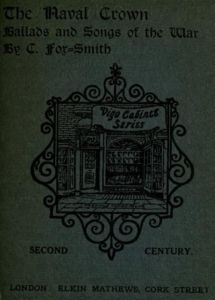 The Naval Crown
Ballads and Songs of the War
By C. Fox=Smith
Vigo Cabinet
Series
SECOND CENTURY.
LONDON: ELKIN MATHEWS, CORK STREET